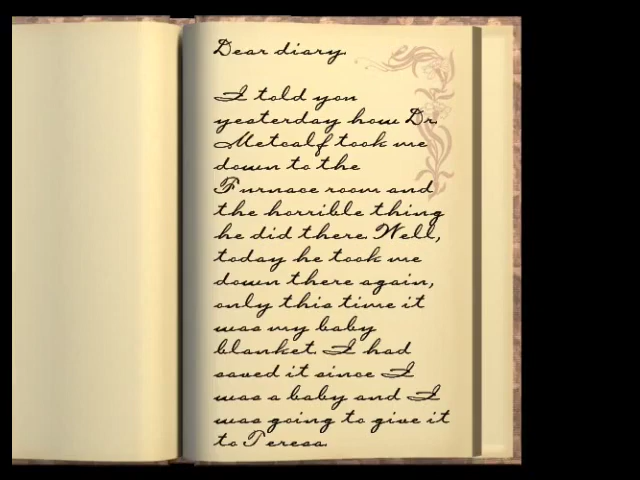 Dear diary.
I told you
yesterday how Dr.
Metcalf took me
down to the
Furnace room and
the horrible thing
he did there. Well,
today he took me
down there again,
only this time it
was my baby
blanket. I had
saved it since I
was a baby and I
was going to give it
to Teresa.